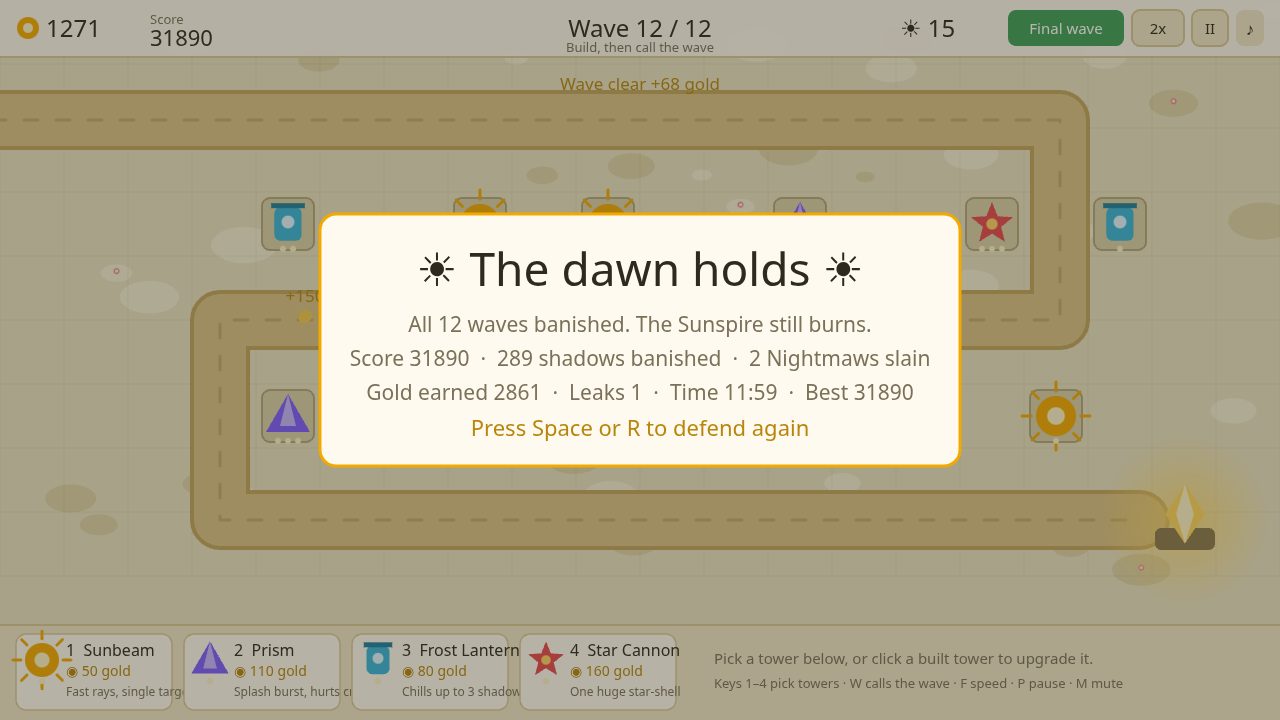 1271
Score
31890
Wave 12 / 12
Build, then call the wave
15
Final wave
2x
II
Wave clear +68 gold
+150
The dawn holds
All 12 waves banished. The Sunspire still burns.
Score 31890 · 289 shadows banished · 2 Nightmaws slain
Gold earned 2861 · Leaks 1 · Time 11:59 · Best 31890
Press Space or R to defend again
1 Sunbeam
50 gold
Fast rays, single targe
2 Prism
110 gold
Splash burst, hurts cr
3 Frost Lantern
80 gold
Chills up to 3 shadow
4 Star Cannon
160 gold
One huge star-shell
Pick a tower below, or click a built tower to upgrade it.
Keys 1–4 pick towers · W calls the wave · F speed · P pause · M mute